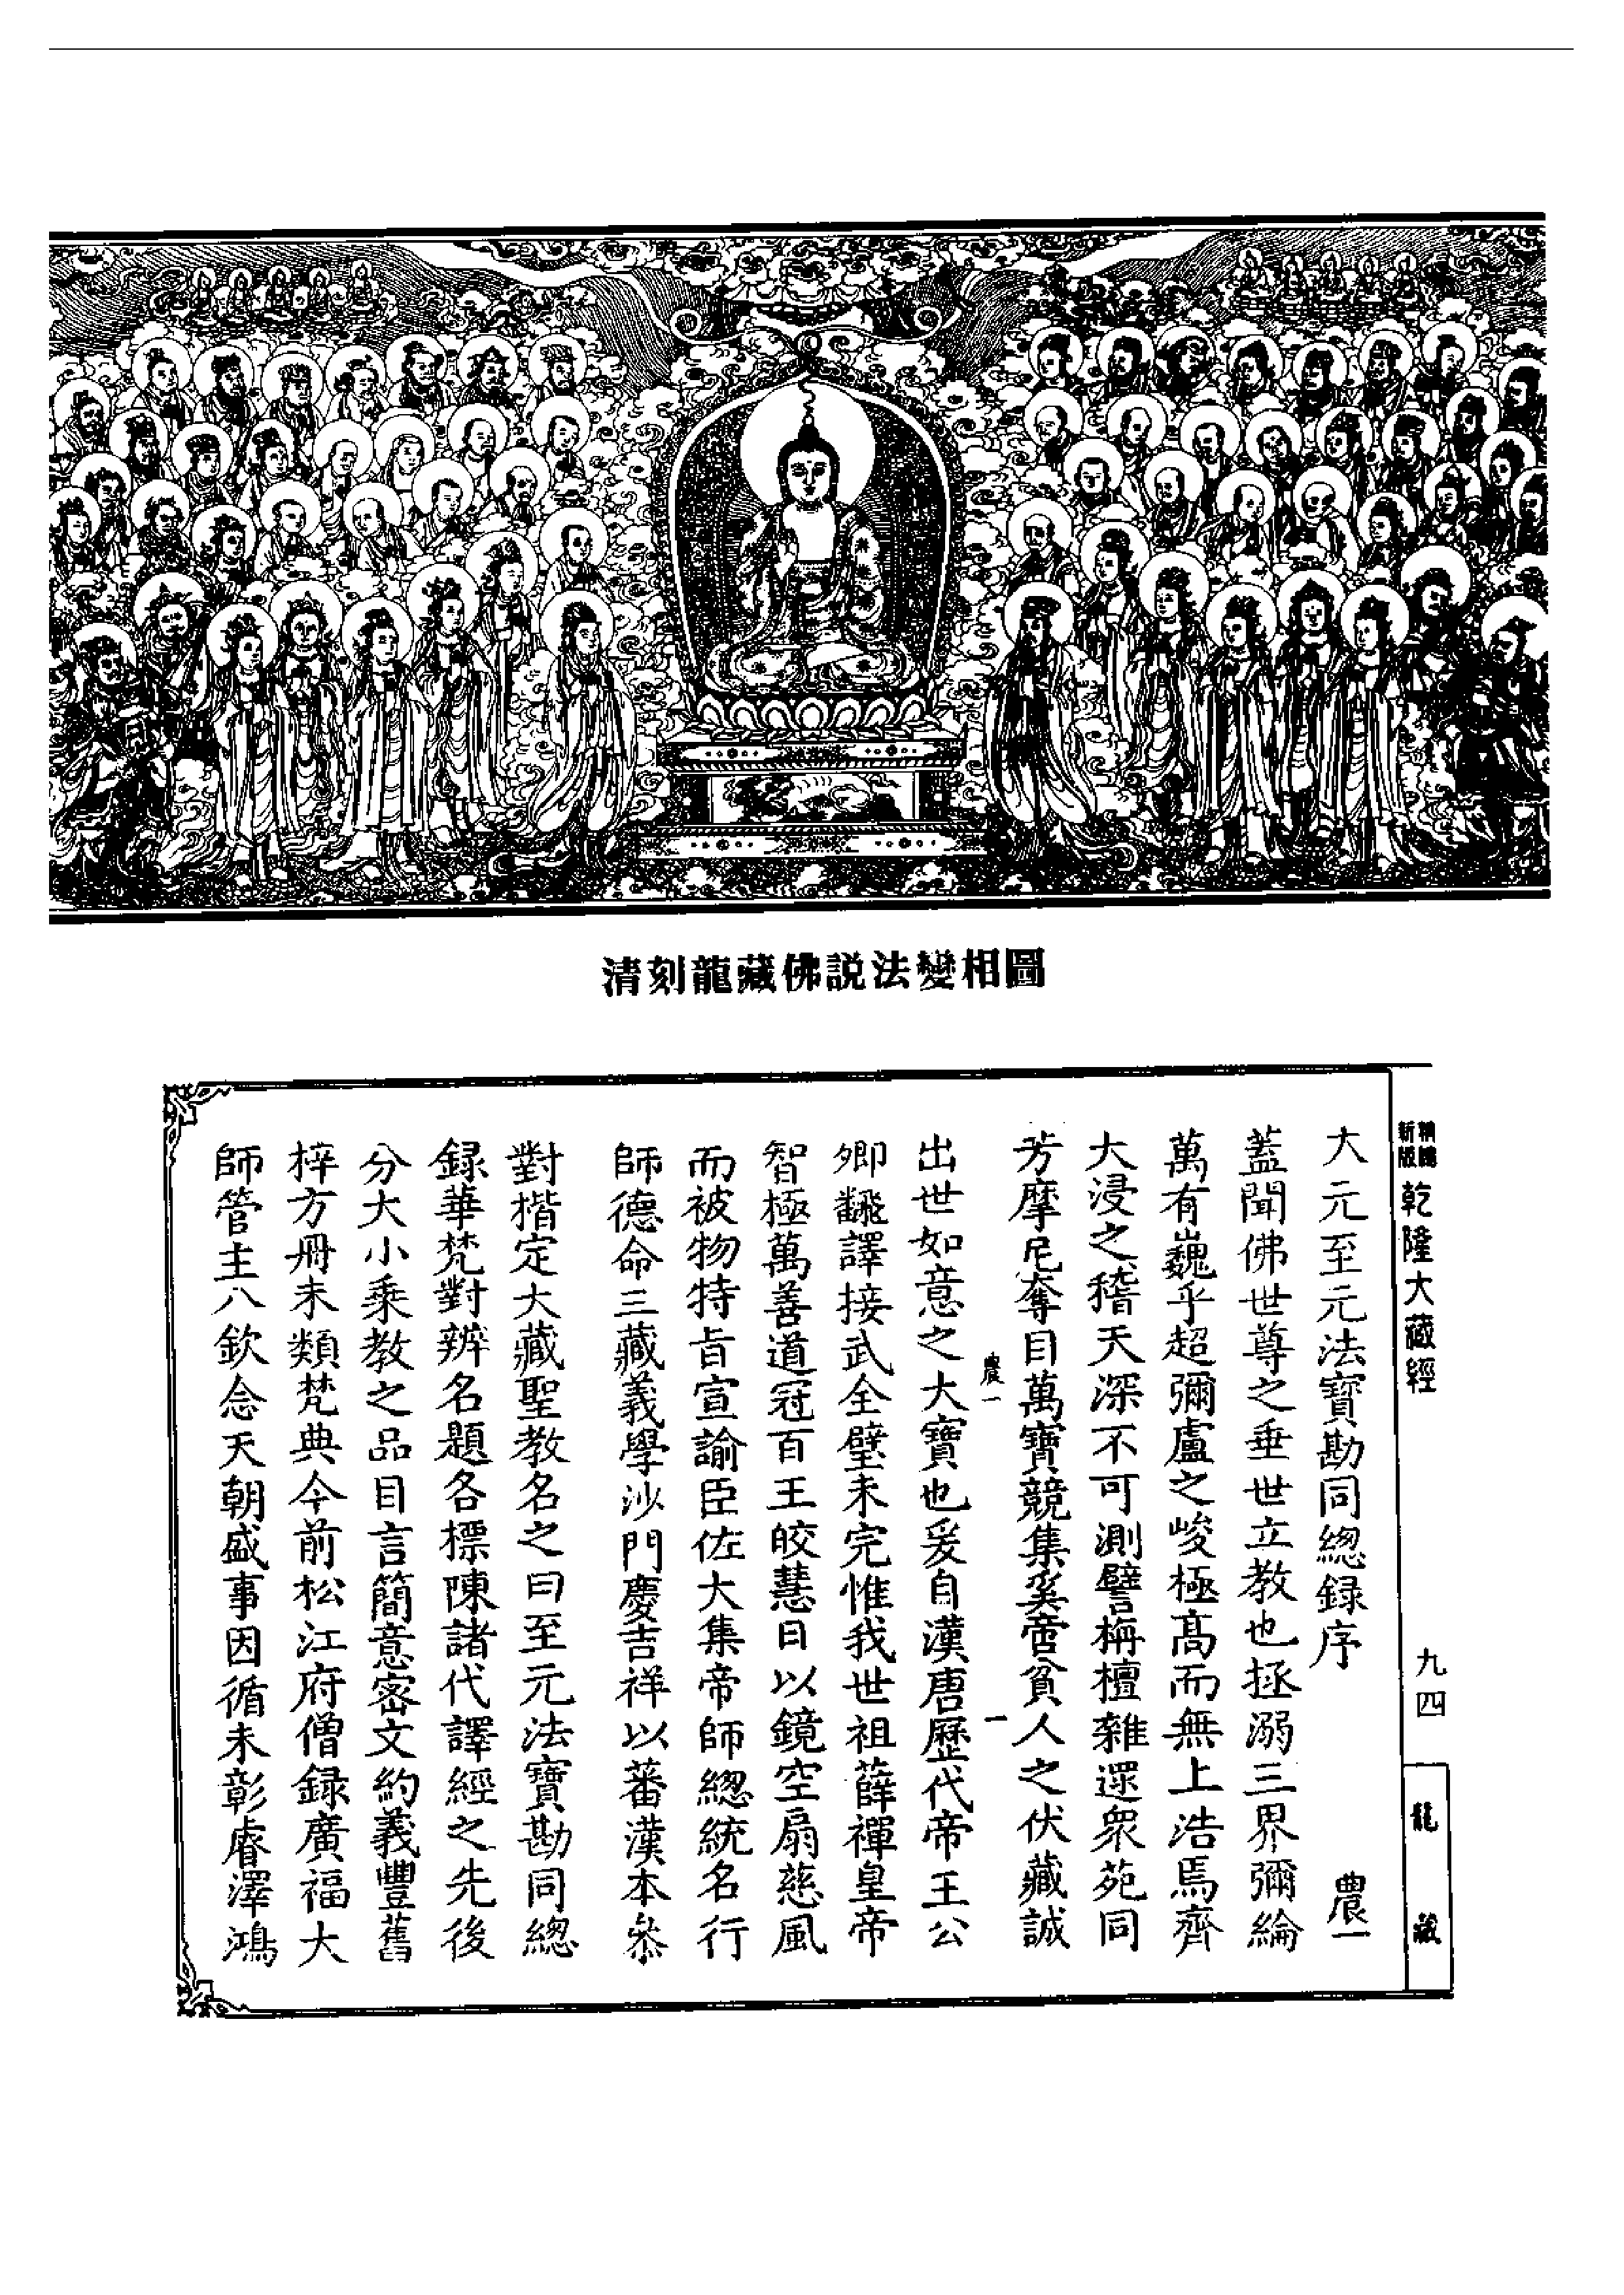 清刻龍藏佛説法變相圖
新版
乾隆大藏經
九四
龍藏
大元至元法寶勘同總録序 農一
蓋聞佛世尊之垂世立教也拯溺三界彌綸
萬有巍乎超彌盧之峻極高而無上浩焉齊
大浸之稽天深不可測譬栴檀雜還衆苑同
芳摩尼奪目萬寶競集奚啻貧人之伏藏誠
農一 一
出世如意之大寶也爰自漢唐歷代帝王公
卿飜譯接武全璧未完惟我世祖薛禪皇帝
智極萬善道冠百王皎慧日以鏡空扇慈風
而被物特旨宣諭臣佐大集帝師總統名行
師德命三藏義學沙門慶吉祥以蕃漢本叅
對楷定大藏聖教名之曰至元法寶勘同總
録華梵對辨名題各標陳諸代譯經之先後
分大小乘教之品目言簡意密文約義豐舊
梓方冊未類梵典今前松江府僧録廣福大
師管主八欽念天朝盛事因循未彰睿澤鴻